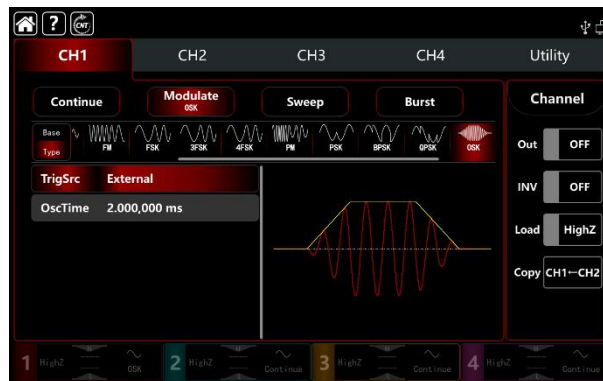 ? CNT
CH1 CH2 CH3 CH4 Utility
Continue Modulate Sweep Burst Channel
OSK
Base
Type FM FSK 3FSK 4FSK PM PSK BPSK QPSK OSK
Out OFF
TrigSrc External
INV OFF
OscTime 2.000,000 ms
Load HighZ
Copy CH1←CH2
1 HighZ OSK 2 HighZ Continue 3 HighZ Continue 4 HighZ Continue